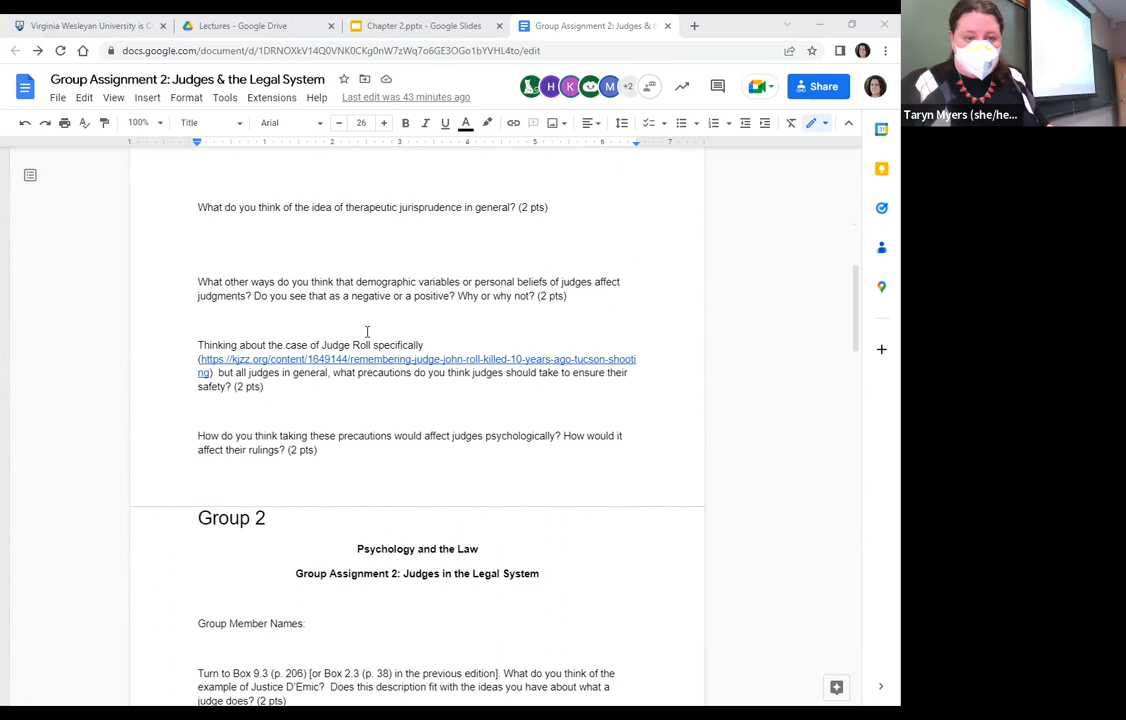 Virginia Wesleyan University is C
Lectures - Google Drive
Chapter 2.pptx - Google Slides
Group Assignment 2: Judges & t
docs.google.com/document/d/1DRNOXkV14Q0VNK0CKg0nW7zWq7o6GE3OGo1bYVHL4to/edit
Group Assignment 2: Judges & the Legal System
File Edit View Insert Format Tools Extensions Help Last edit was 43 minutes ago
H K M +2
Share
100% Title Arial 26
B I U A
1 1 2 3 4 5 6 7
Taryn Myers (she/he...
What do you think of the idea of therapeutic jurisprudence in general? (2 pts)
What other ways do you think that demographic variables or personal beliefs of judges affect
judgments? Do you see that as a negative or a positive? Why or why not? (2 pts)
Thinking about the case of Judge Roll specifically
(https://kjzz.org/content/1649144/remembering-judge-john-roll-killed-10-years-ago-tucson-shooti
ng) but all judges in general, what precautions do you think judges should take to ensure their
safety? (2 pts)
How do you think taking these precautions would affect judges psychologically? How would it
affect their rulings? (2 pts)
Group 2
Psychology and the Law
Group Assignment 2: Judges in the Legal System
Group Member Names:
Turn to Box 9.3 (p. 206) [or Box 2.3 (p. 38) in the previous edition]. What do you think of the
example of Justice D'Emic? Does this description fit with the ideas you have about what a
judge does? (2 pts)